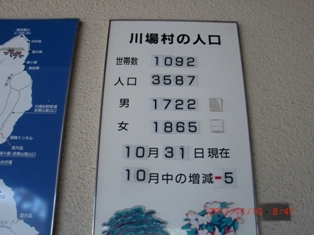 川場村の人口
世帯数 1092
人口 3587
男 1722
女 1865
10月31日現在
10月中の増減-5